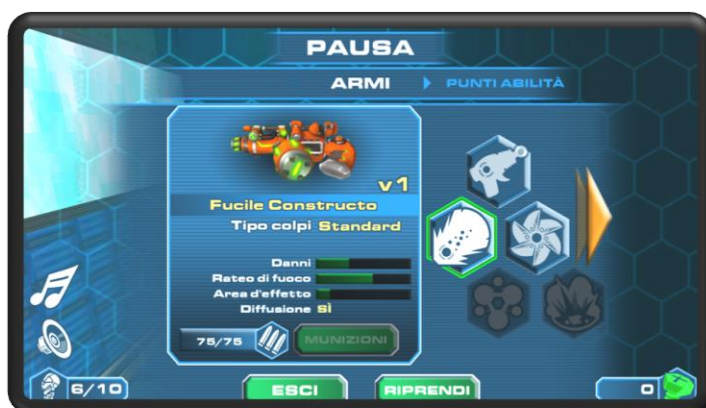 PAUSA
ARMI PUNTI ABILITÀ
v1
Fucile Constructo
Tipo colpi Standard
Danni
Rateo di fuoco
Area d'effetto
Diffusione SÌ
75/75 MUNIZIONI
6/10 ESCI RIPRENDI 0